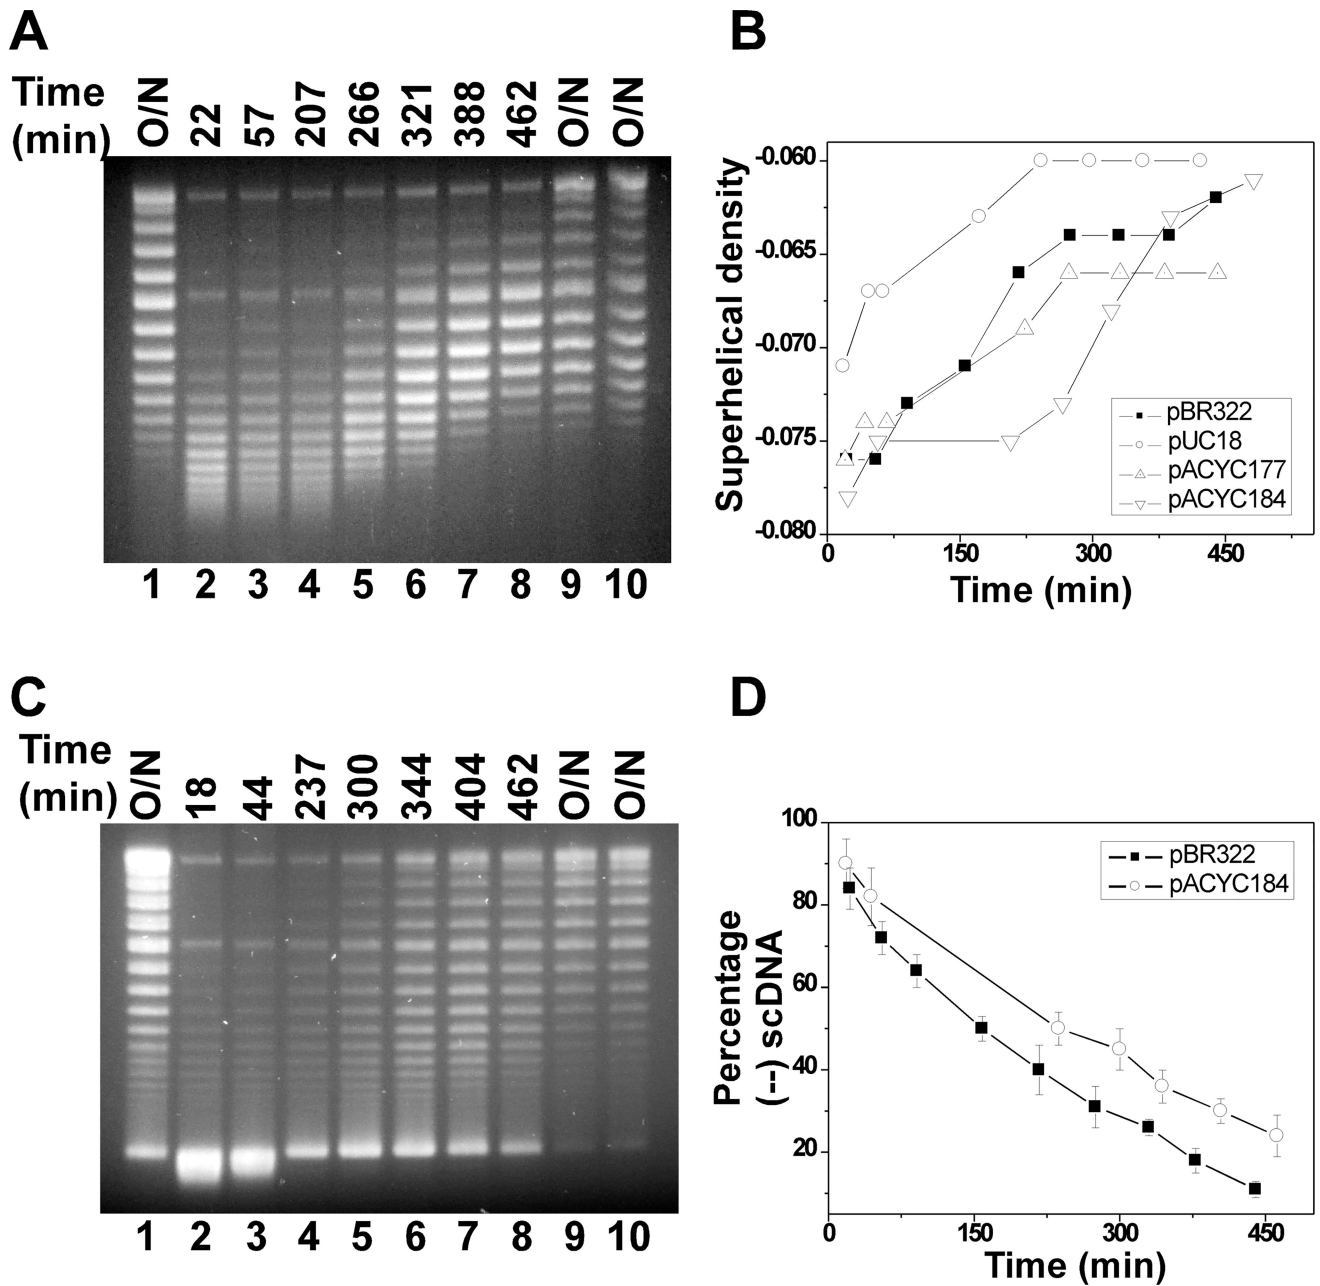 A
Time
(min)
O/N 22 57 207 266 321 388 462 O/N O/N
1 2 3 4 5 6 7 8 9 10
B
Superhelical density
-0.060
-0.065
-0.070
-0.075
-0.080
0 150 300 450
Time (min)
pBR322
pUC18
pACYC177
pACYC184
C
Time
(min)
O/N 18 44 237 300 344 404 462 O/N O/N
1 2 3 4 5 6 7 8 9 10
D
Percentage
(--) scDNA
100
80
60
40
20
0 150 300 450
Time (min)
pBR322
pACYC184